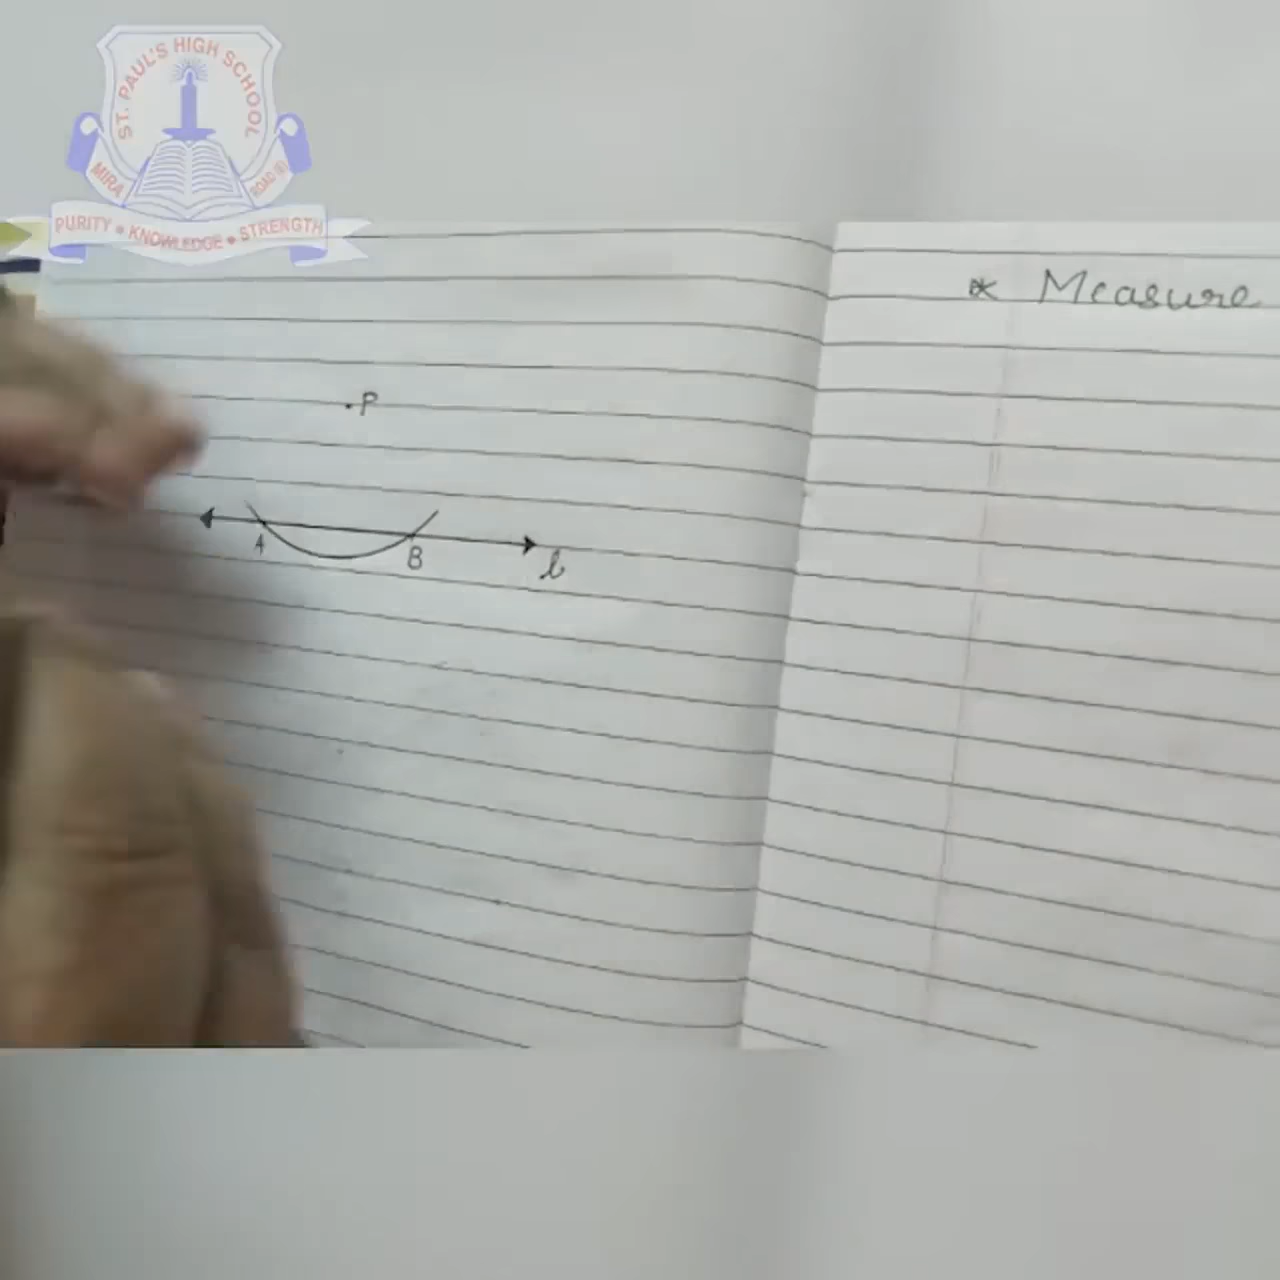 ST. PAUL'S HIGH SCHOOL
MIRA ROAD (E)
PURITY • KNOWLEDGE • STRENGTH
* Measure
P
A
B
l